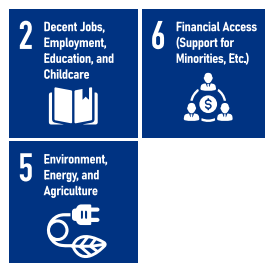 2
Decent Jobs,
Employment,
Education, and
Childcare
6
Financial Access
(Support for
Minorities, Etc.)
$
5
Environment,
Energy, and
Agriculture